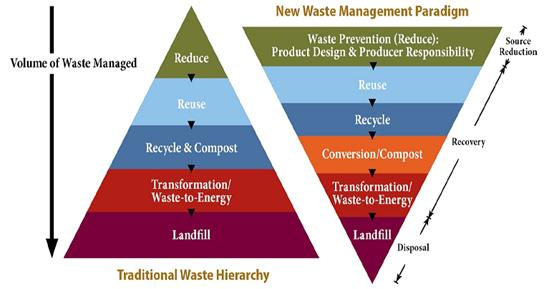 New Waste Management Paradigm
Volume of Waste Managed
Reduce
Reuse
Recycle & Compost
Transformation/
Waste-to-Energy
Landfill
Traditional Waste Hierarchy
Waste Prevention (Reduce):
Product Design & Producer Responsibility
Reuse
Recycle
Conversion/Compost
Transformation/
Waste-to-Energy
Landfill
Source
Reduction
Recovery
Disposal